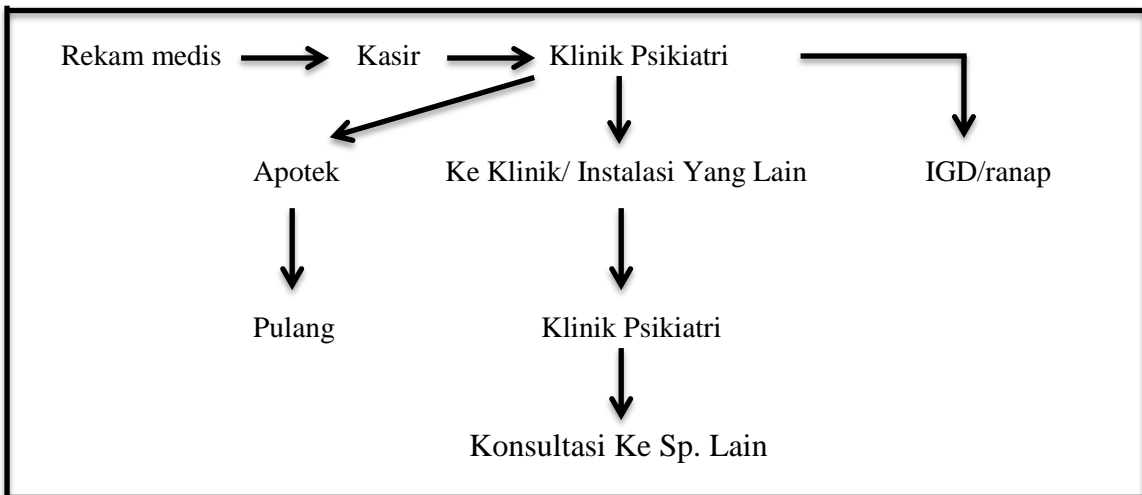 Rekam medis Kasir Klinik Psikiatri
Apotek Ke Klinik/ Instalasi Yang Lain IGD/ranap
Pulang Klinik Psikiatri
Konsultasi Ke Sp. Lain